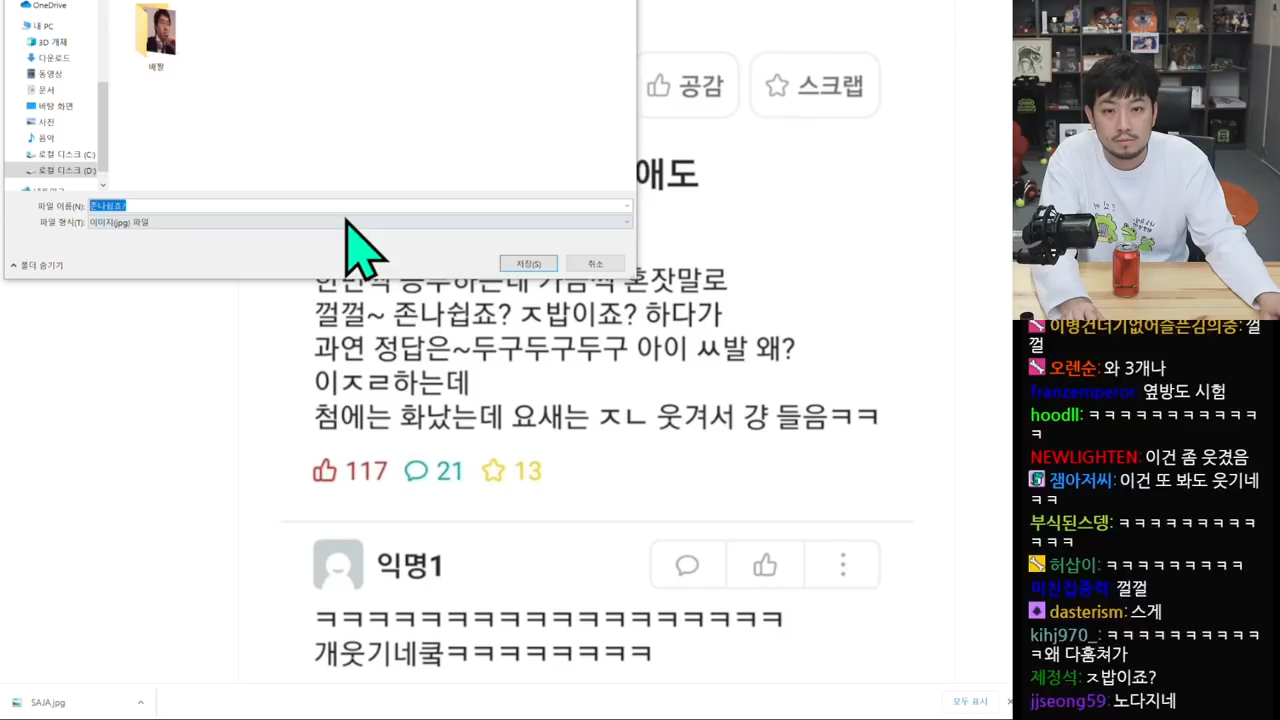 OneDrive
내 PC
3D 개체
다운로드
동영상
문서
바탕 화면
사진
음악
로컬 디스크 (C:)
로컬 디스크 (D:)
배짤
파일 이름(N):
존나쉽죠?
파일 형식(T):
이미지(jpg) 파일
폴더 숨기기
저장(S)
취소
공감
스크랩
애도
껄껄~ 존나쉽죠? ㅈ밥이죠? 하다가
과연 정답은~두구두구두구 아이 ㅆ발 왜?
이ㅈㄹ하는데
첨에는 화났는데 요새는 ㅈㄴ 웃겨서 걍 들음ㅋㅋ
117
21
13
익명1
ㅋㅋㅋㅋㅋㅋㅋㅋㅋㅋㅋㅋㅋㅋㅋㅋㅋㅋ
개웃기네쿸ㅋㅋㅋㅋㅋㅋㅋㅋ
SAJA.jpg
모두 표시
이병건더기없어슬픈김의중: 껄
껄
오렌순: 와 3개나
franzemperor: 옆방도 시험
hoodll: ㅋㅋㅋㅋㅋㅋㅋㅋㅋㅋㅋㅋ
ㅋ
NEWLIGHTEN: 이건 좀 웃겼음
잼아저씨: 이건 또 봐도 웃기네
ㅋㅋ
부식된스뎅: ㅋㅋㅋㅋㅋㅋㅋㅋㅋ
ㅋㅋㅋㅋ
허삽이: ㅋㅋㅋㅋㅋㅋㅋㅋㅋ
미친집중력: 껄껄
dasterism: 스게
kihj970_: ㅋㅋㅋㅋㅋㅋㅋㅋㅋㅋ
ㅋ왜 다훔쳐가
제정석: ㅈ밥이죠?
jjseong59: 노다지네